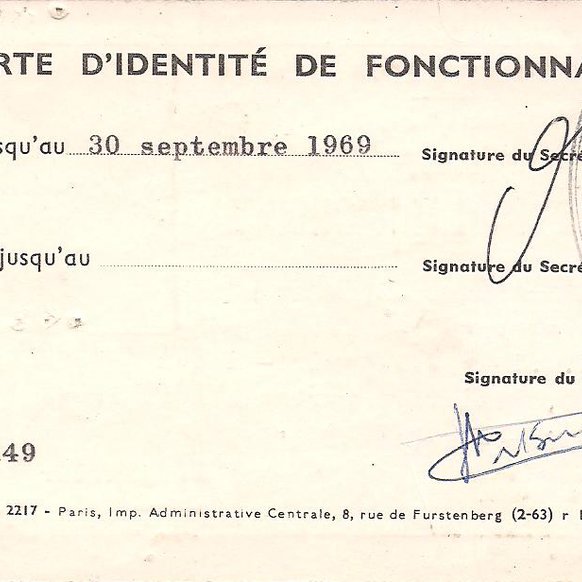 RTE D'IDENTITÉ DE FONCTIONNA
squ'au 30 septembre 1969 Signature du Secré
jusqu'au Signature du Secré
Signature du
49
2217 - Paris, Imp. Administrative Centrale, 8, rue de Furstenberg (2-63) r